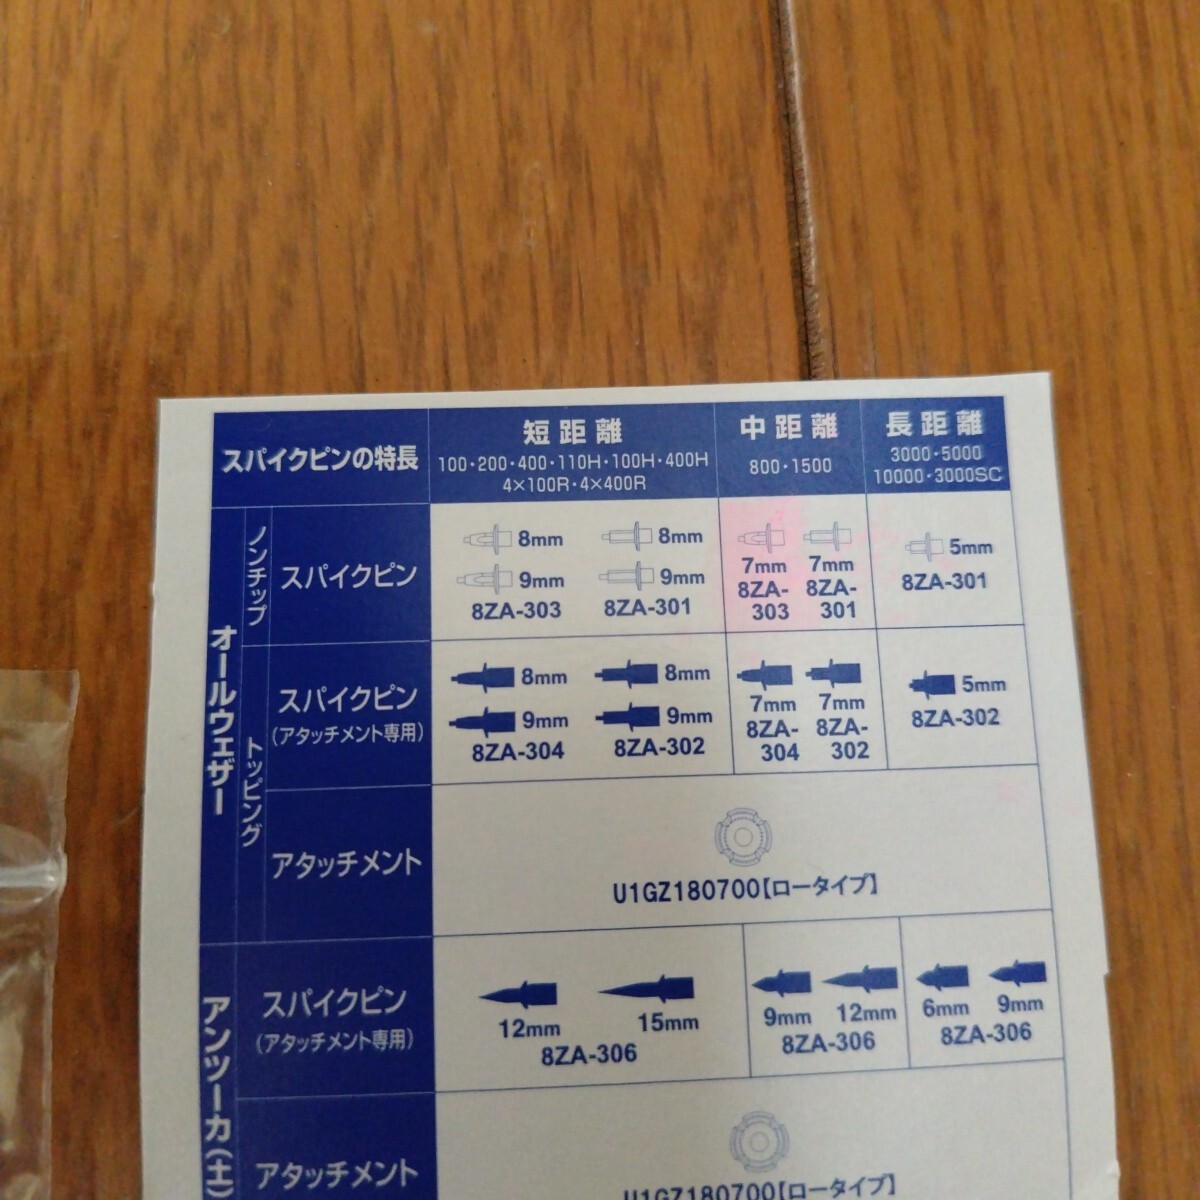 スパイクピンの特長
短距離
100・200・400・110H・100H・400H
4×100R・4×400R
中距離
800・1500
長距離
3000・5000
10000・3000SC
オールウェザー
ノンチップ
スパイクピン
8mm 8mm
9mm 9mm
8ZA-303 8ZA-301
7mm 7mm
8ZA- 8ZA-
303 301
5mm
8ZA-301
トッピング
スパイクピン
(アタッチメント専用)
8mm 8mm
9mm 9mm
8ZA-304 8ZA-302
7mm 7mm
8ZA- 8ZA-
304 302
5mm
8ZA-302
アタッチメント
U1GZ180700【ロータイプ】
アンツーカ(土)
スパイクピン
(アタッチメント専用)
12mm 15mm
8ZA-306
9mm 12mm
8ZA-306
6mm 9mm
8ZA-306
アタッチメント
U1GZ180700【ロータイプ】